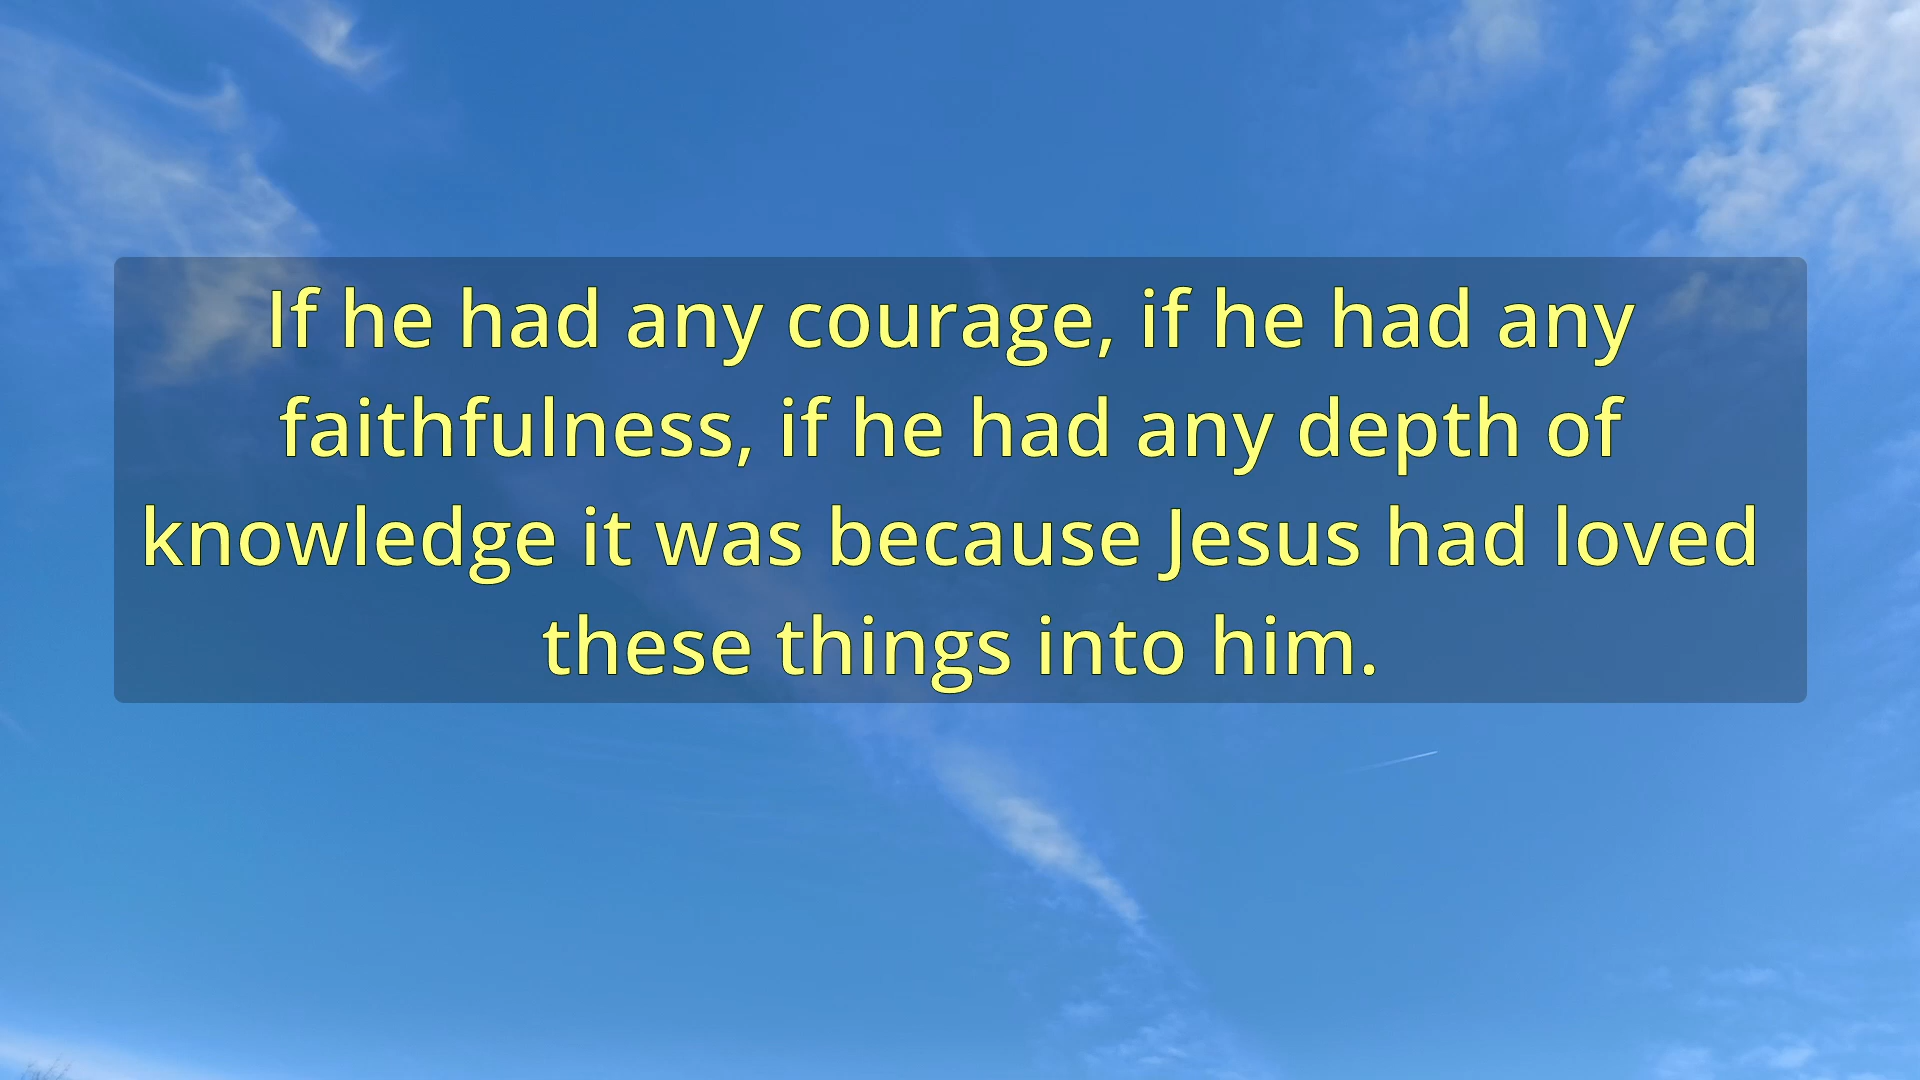 If he had any courage, if he had any
faithfulness, if he had any depth of
knowledge it was because Jesus had loved
these things into him.